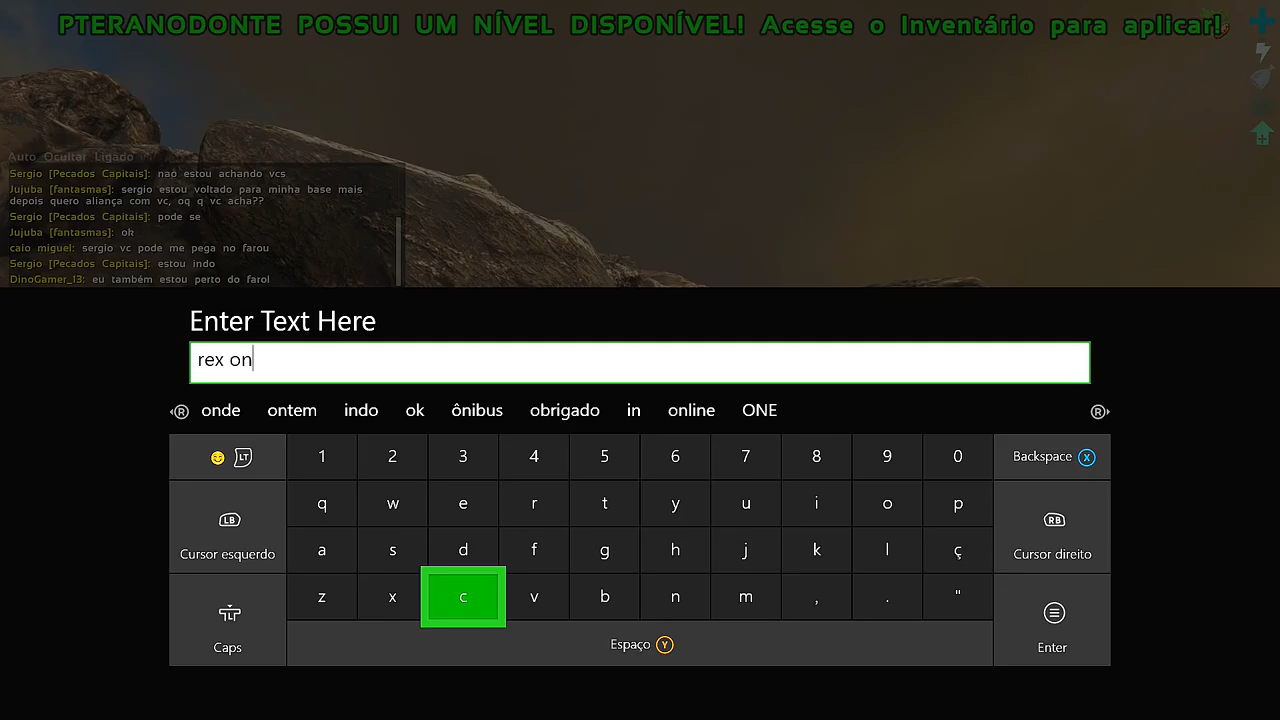 PTERANODONTE POSSUI UM NÍVEL DISPONÍVEL! Acesse o Inventário para aplicar!
Auto Ocultar Ligado
Sergio [Pecados Capitais]: nao estou achando vcs
Jujuba [fantasmas]: sergio estou voltado para minha base mais
depois quero aliança com vc, oq q vc acha??
Sergio [Pecados Capitais]: pode se
Jujuba [fantasmas]: ok
caio miguel: sergio vc pode me pega no farou
Sergio [Pecados Capitais]: estou indo
DinoGamer_13: eu também estou perto do farol
Enter Text Here
rex on
R onde ontem indo ok ônibus obrigado in online ONE R
LT 1 2 3 4 5 6 7 8 9 0 Backspace X
q w e r t y u i o p
LB RB
Cursor esquerdo a s d f g h j k l ç Cursor direito
z x c v b n m , . "
Caps Espaço Y Enter